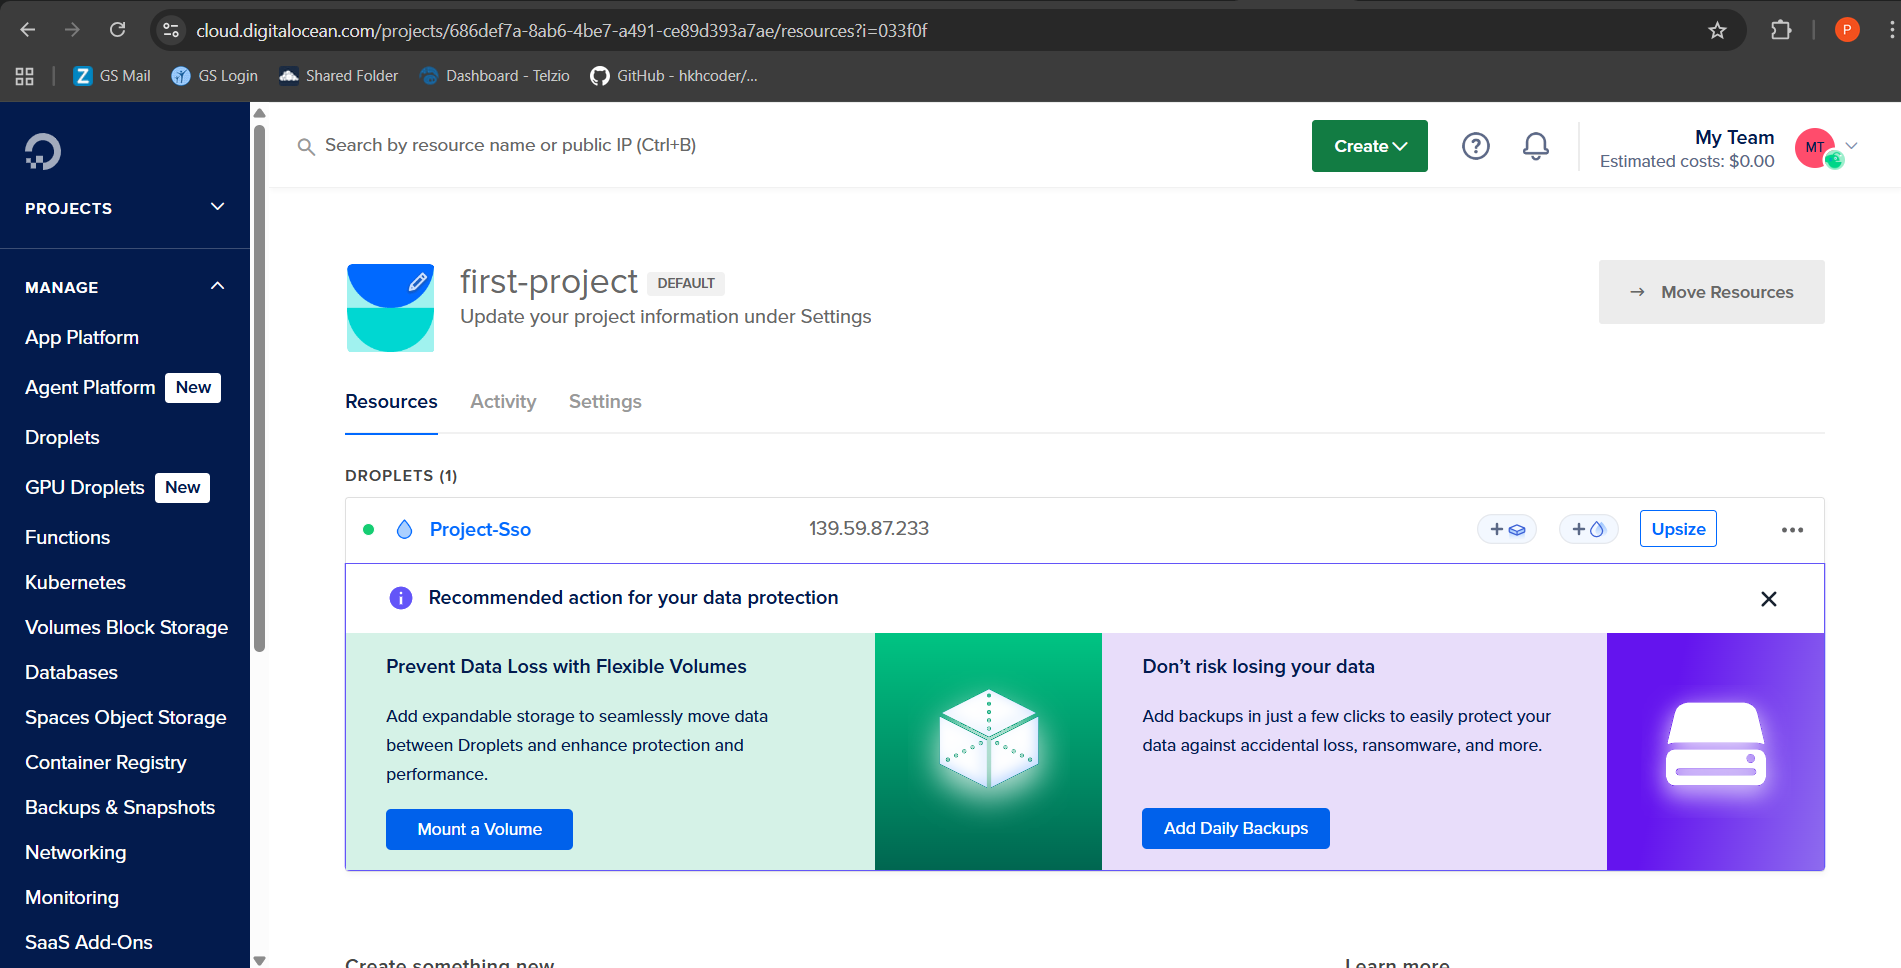 cloud.digitalocean.com/projects/686def7a-8ab6-4be7-a491-ce89d393a7ae/resources?i=033f0f
P
Z GS Mail
GS Login
Shared Folder
Dashboard - Telzio
GitHub - hkhcoder/...
Search by resource name or public IP (Ctrl+B)
Create
?
My Team
Estimated costs: $0.00
MT
PROJECTS
MANAGE
App Platform
Agent Platform New
Droplets
GPU Droplets New
Functions
Kubernetes
Volumes Block Storage
Databases
Spaces Object Storage
Container Registry
Backups & Snapshots
Networking
Monitoring
SaaS Add-Ons
first-project DEFAULT
Update your project information under Settings
→ Move Resources
Resources Activity Settings
DROPLETS (1)
Project-Sso 139.59.87.233 + + Upsize
i Recommended action for your data protection
Prevent Data Loss with Flexible Volumes
Add expandable storage to seamlessly move data
between Droplets and enhance protection and
performance.
Mount a Volume
Don’t risk losing your data
Add backups in just a few clicks to easily protect your
data against accidental loss, ransomware, and more.
Add Daily Backups
Create something new
Learn more